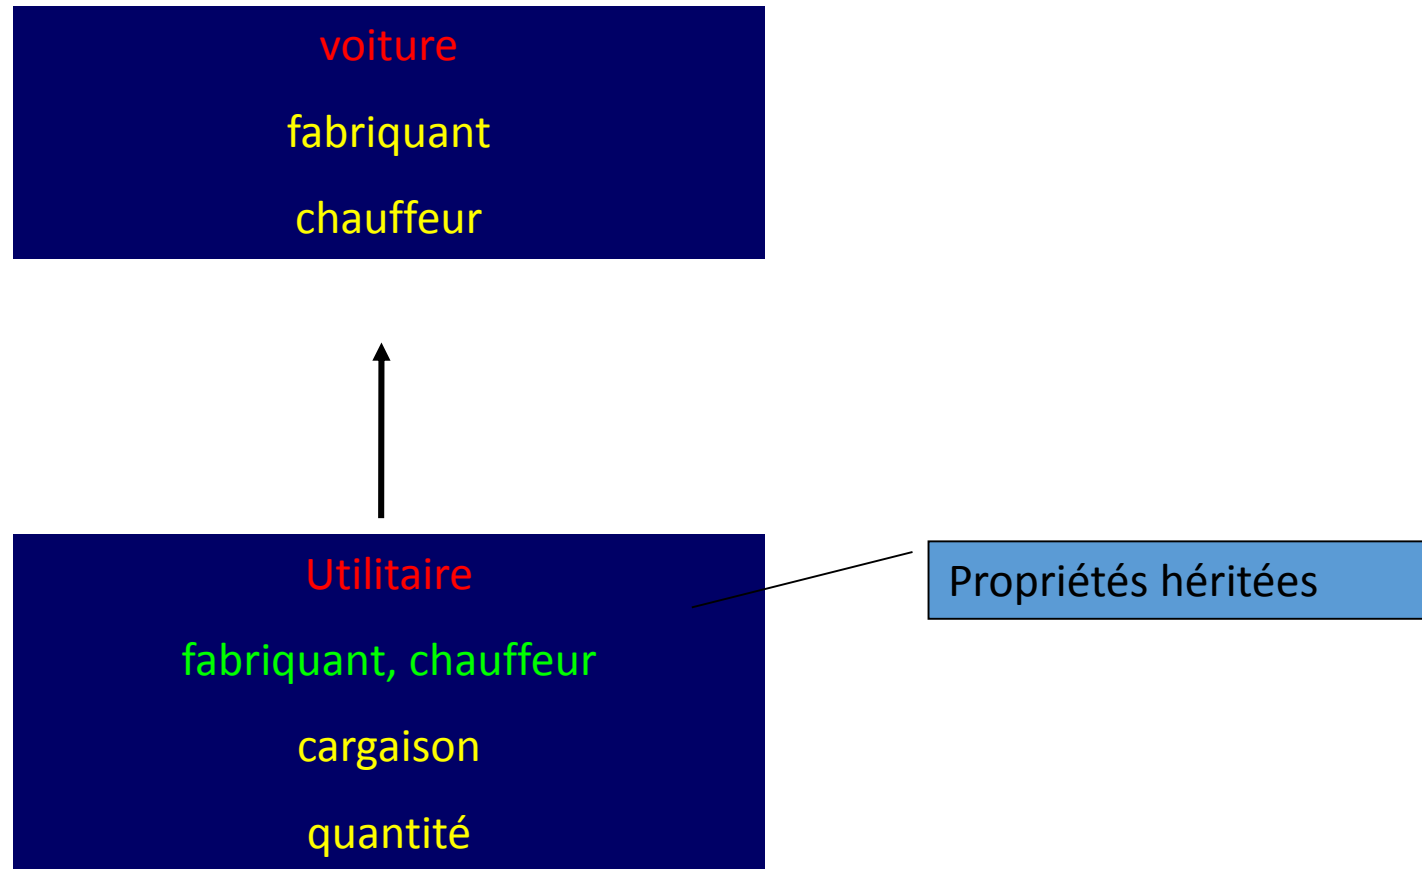 voiture
fabriquant
chauffeur
Utilitaire
Propriétés héritées
fabriquant, chauffeur
cargaison
quantité